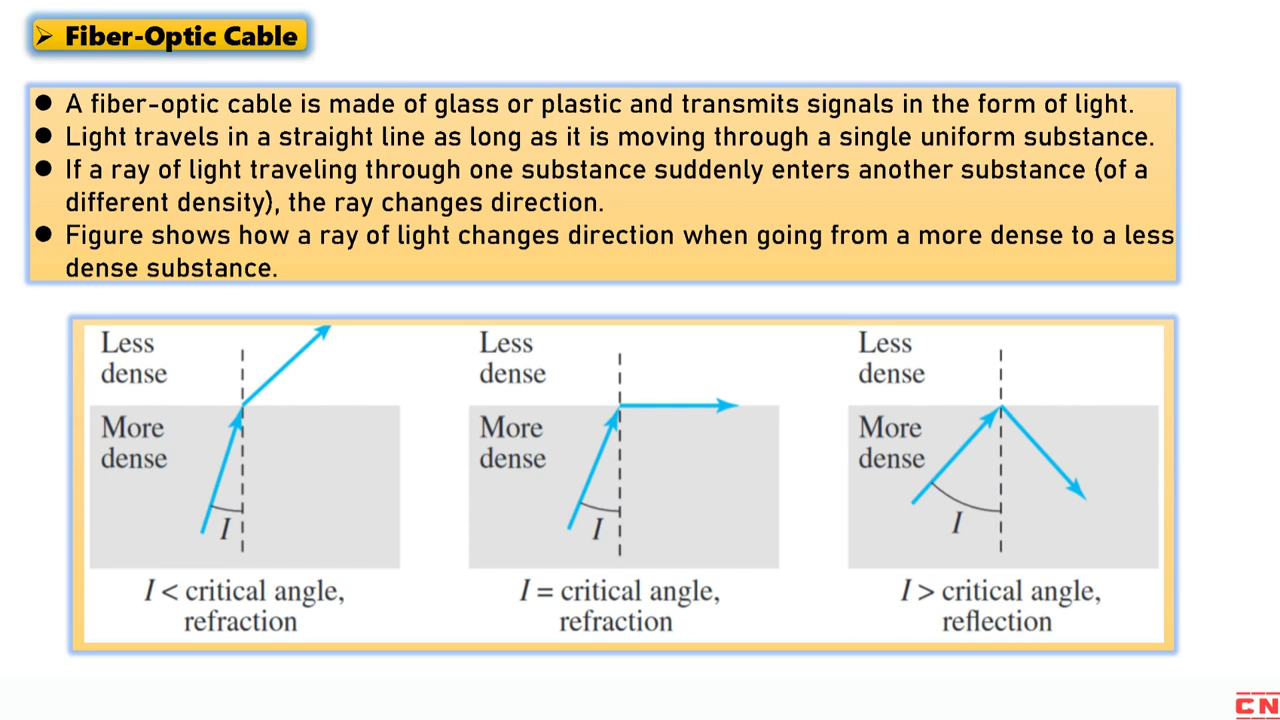 ➢ Fiber-Optic Cable
● A fiber-optic cable is made of glass or plastic and transmits signals in the form of light.
● Light travels in a straight line as long as it is moving through a single uniform substance.
● If a ray of light traveling through one substance suddenly enters another substance (of a
different density), the ray changes direction.
● Figure shows how a ray of light changes direction when going from a more dense to a less
dense substance.
Less
dense
More
dense
I
I < critical angle,
refraction
Less
dense
More
dense
I
I = critical angle,
refraction
Less
dense
More
dense
I
I > critical angle,
reflection
CN